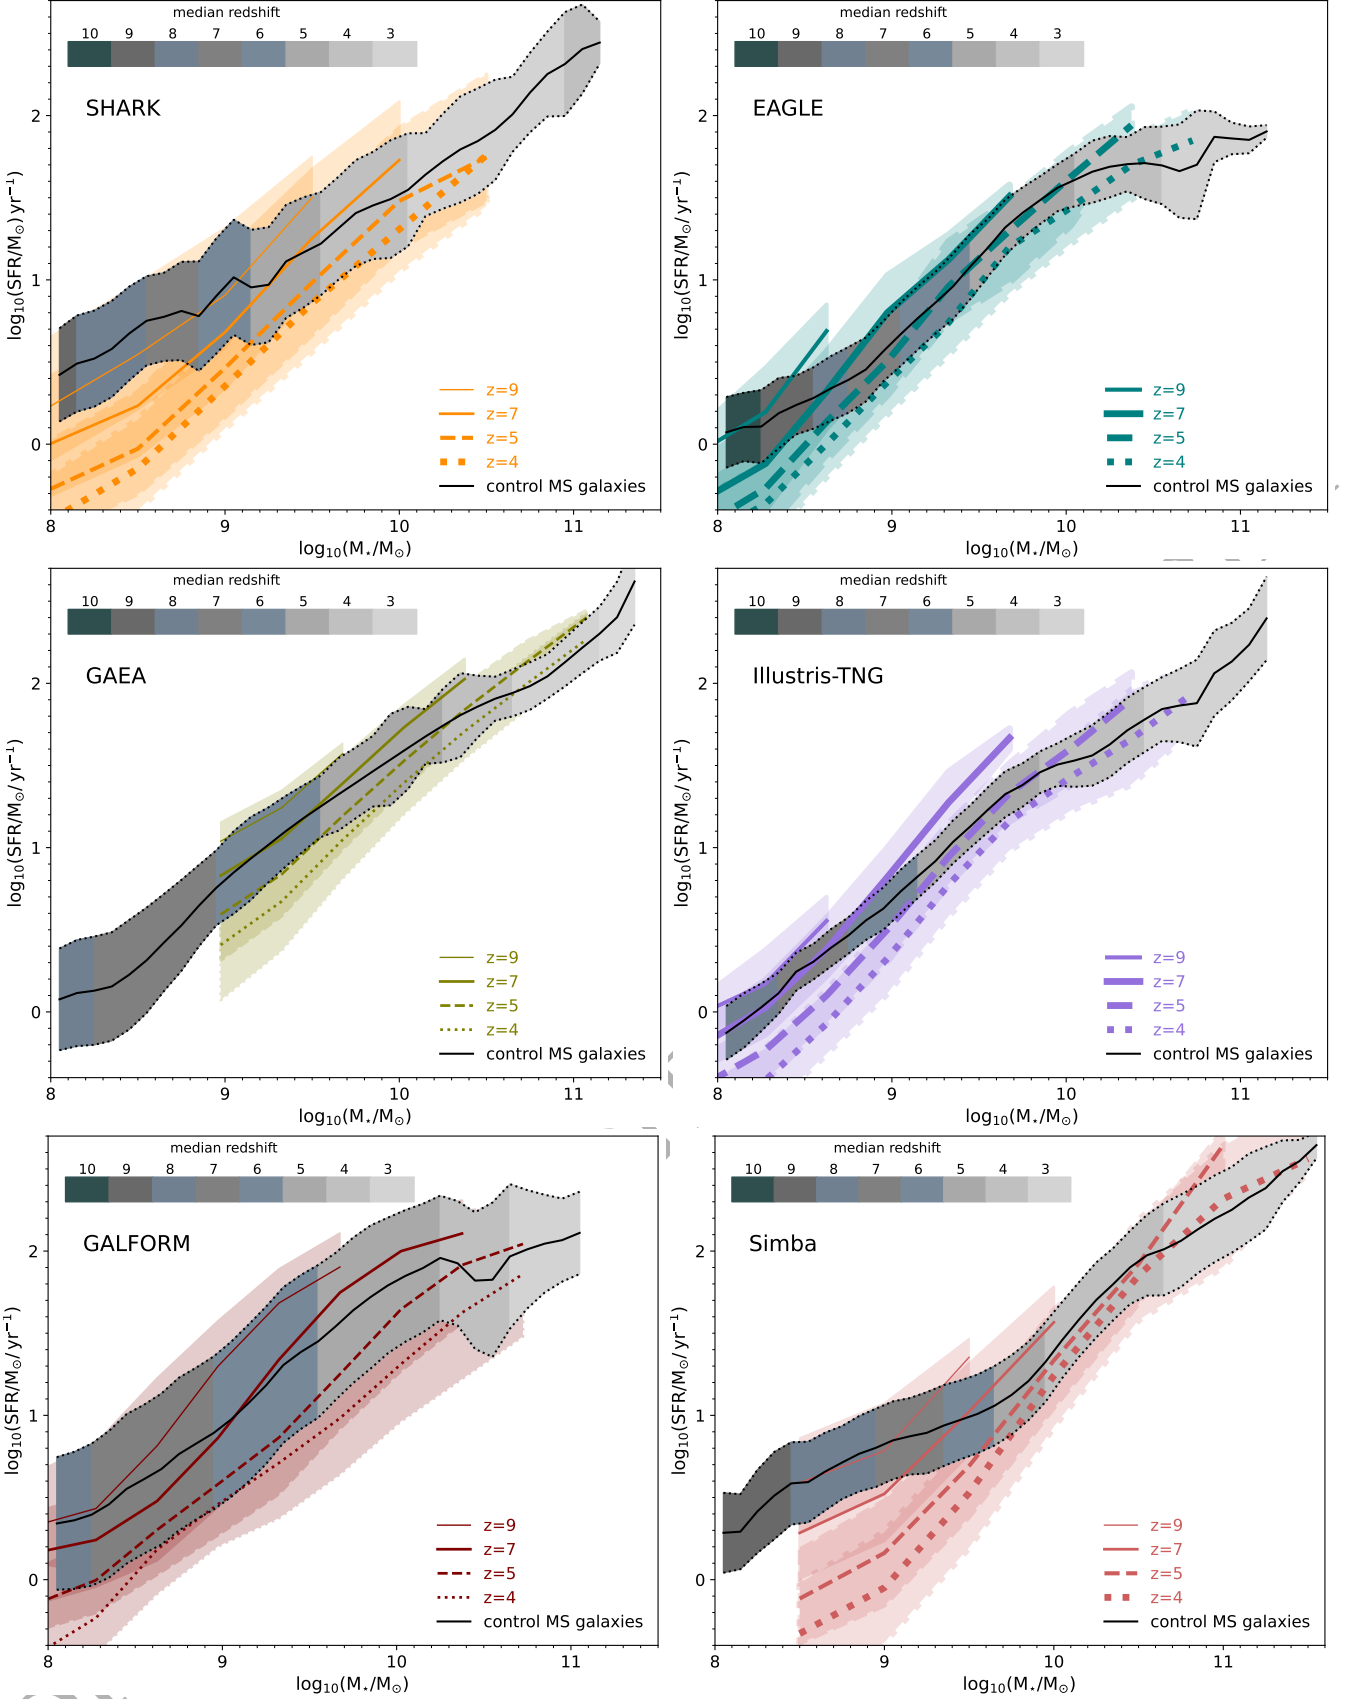 median redshift
10 9 8 7 6 5 4 3
SHARK
log₁₀(SFR/M⊙) yr⁻¹)
2
1
0
z=9
z=7
z=5
z=4
control MS galaxies
8 9 10 11
log₁₀(M⋆/M⊙)
median redshift
10 9 8 7 6 5 4 3
EAGLE
log₁₀(SFR/M⊙/yr⁻¹)
2
1
0
z=9
z=7
z=5
z=4
control MS galaxies
8 9 10 11
log₁₀(M⋆/M⊙)
median redshift
10 9 8 7 6 5 4 3
GAEA
log₁₀(SFR/M⊙/yr⁻¹)
2
1
0
z=9
z=7
z=5
z=4
control MS galaxies
8 9 10 11
log₁₀(M⋆/M⊙)
median redshift
10 9 8 7 6 5 4 3
Illustris-TNG
log₁₀(SFR/M⊙/yr⁻¹)
2
1
0
z=9
z=7
z=5
z=4
control MS galaxies
8 9 10 11
log₁₀(M⋆/M⊙)
median redshift
10 9 8 7 6 5 4 3
GALFORM
log₁₀(SFR/M⊙/yr⁻¹)
2
1
0
z=9
z=7
z=5
z=4
control MS galaxies
8 9 10 11
log₁₀(M⋆/M⊙)
median redshift
10 9 8 7 6 5 4 3
Simba
log₁₀(SFR/M⊙/yr⁻¹)
2
1
0
z=9
z=7
z=5
z=4
control MS galaxies
8 9 10 11
log₁₀(M⋆/M⊙)